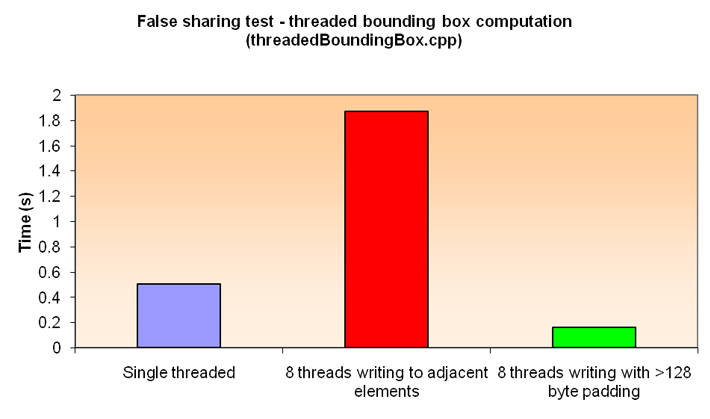 False sharing test - threaded bounding box computation
(threadedBoundingBox.cpp)
Time (s)
2
1.8
1.6
1.4
1.2
1
0.8
0.6
0.4
0.2
0
Single threaded
8 threads writing to adjacent
elements
8 threads writing with >128
byte padding